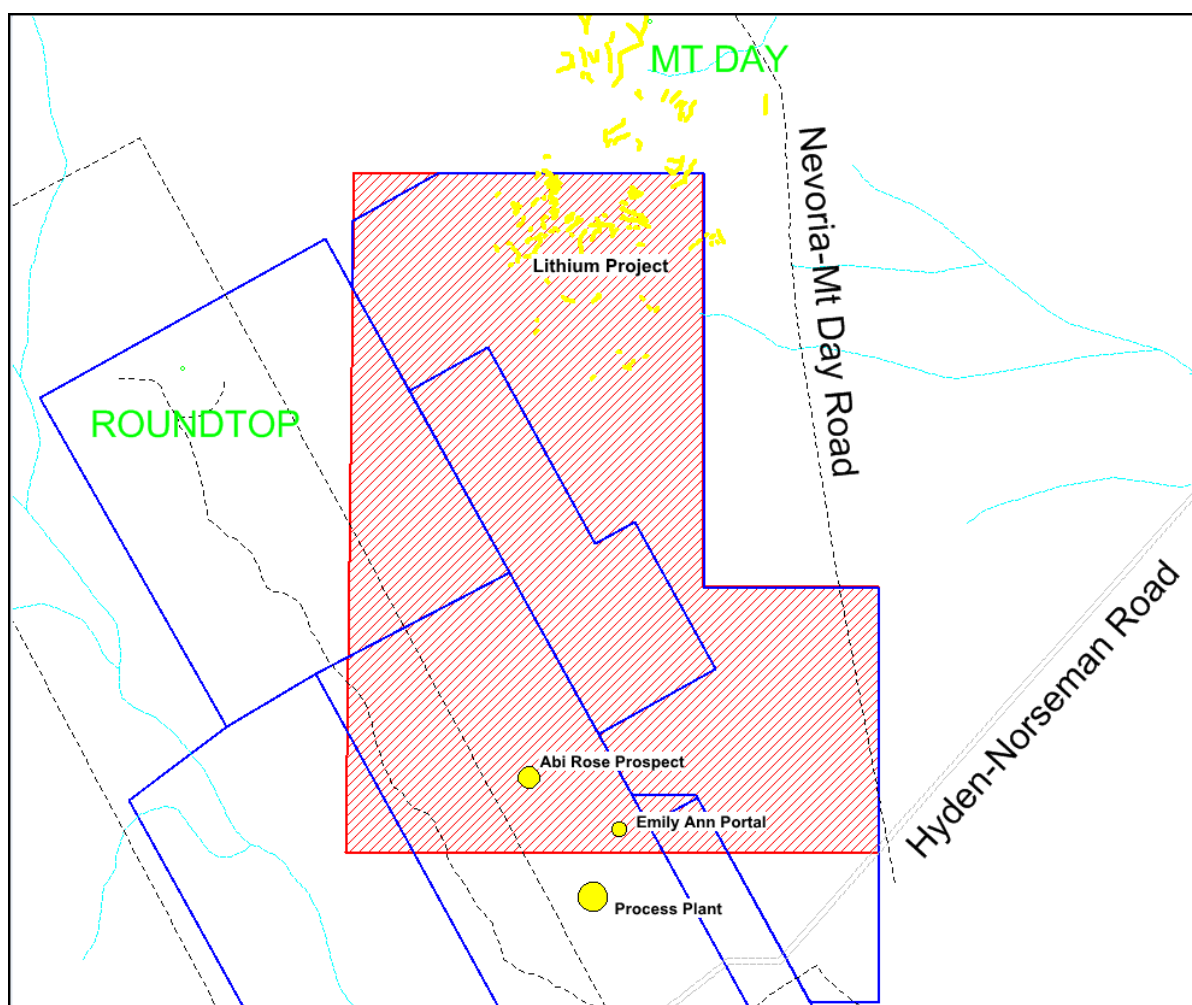 MT DAY
Nevoria-Mt Day Road
Lithium Project
ROUNDTOP
Hyden-Norseman Road
Abi Rose Prospect
Emily Ann Portal
Process Plant